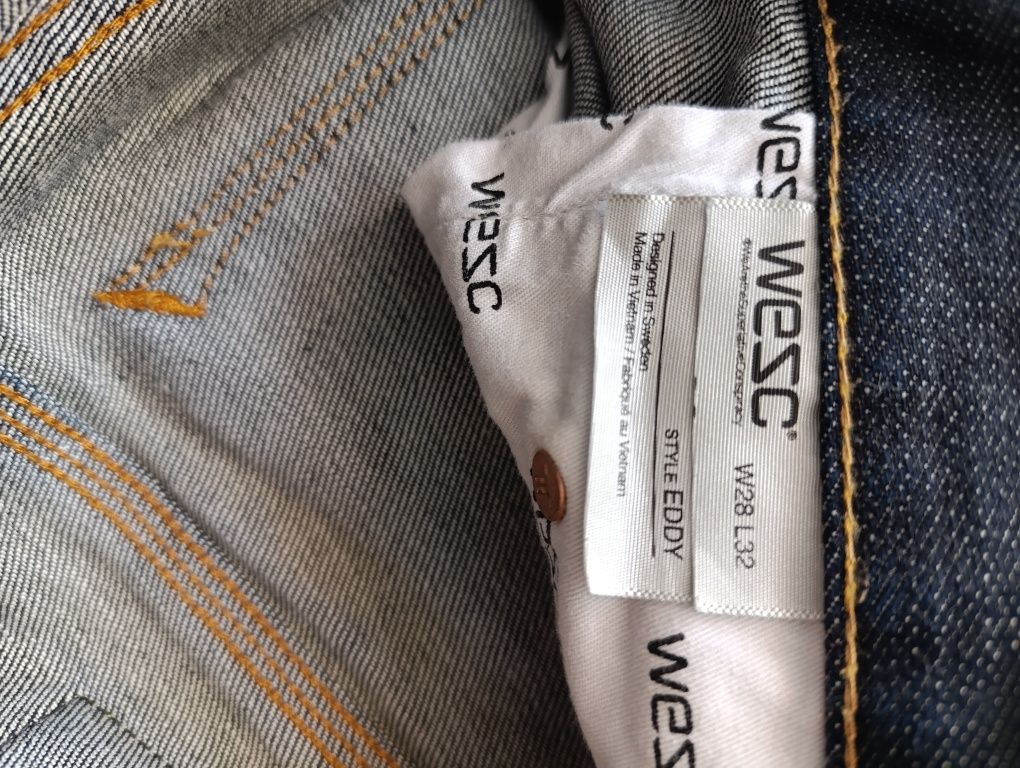 wesc
wesc
wesc®
W28 L32
STYLE EDDY
Designed in Sweden
Made in Vietnam / Fabriqué au Vietnam
wesc